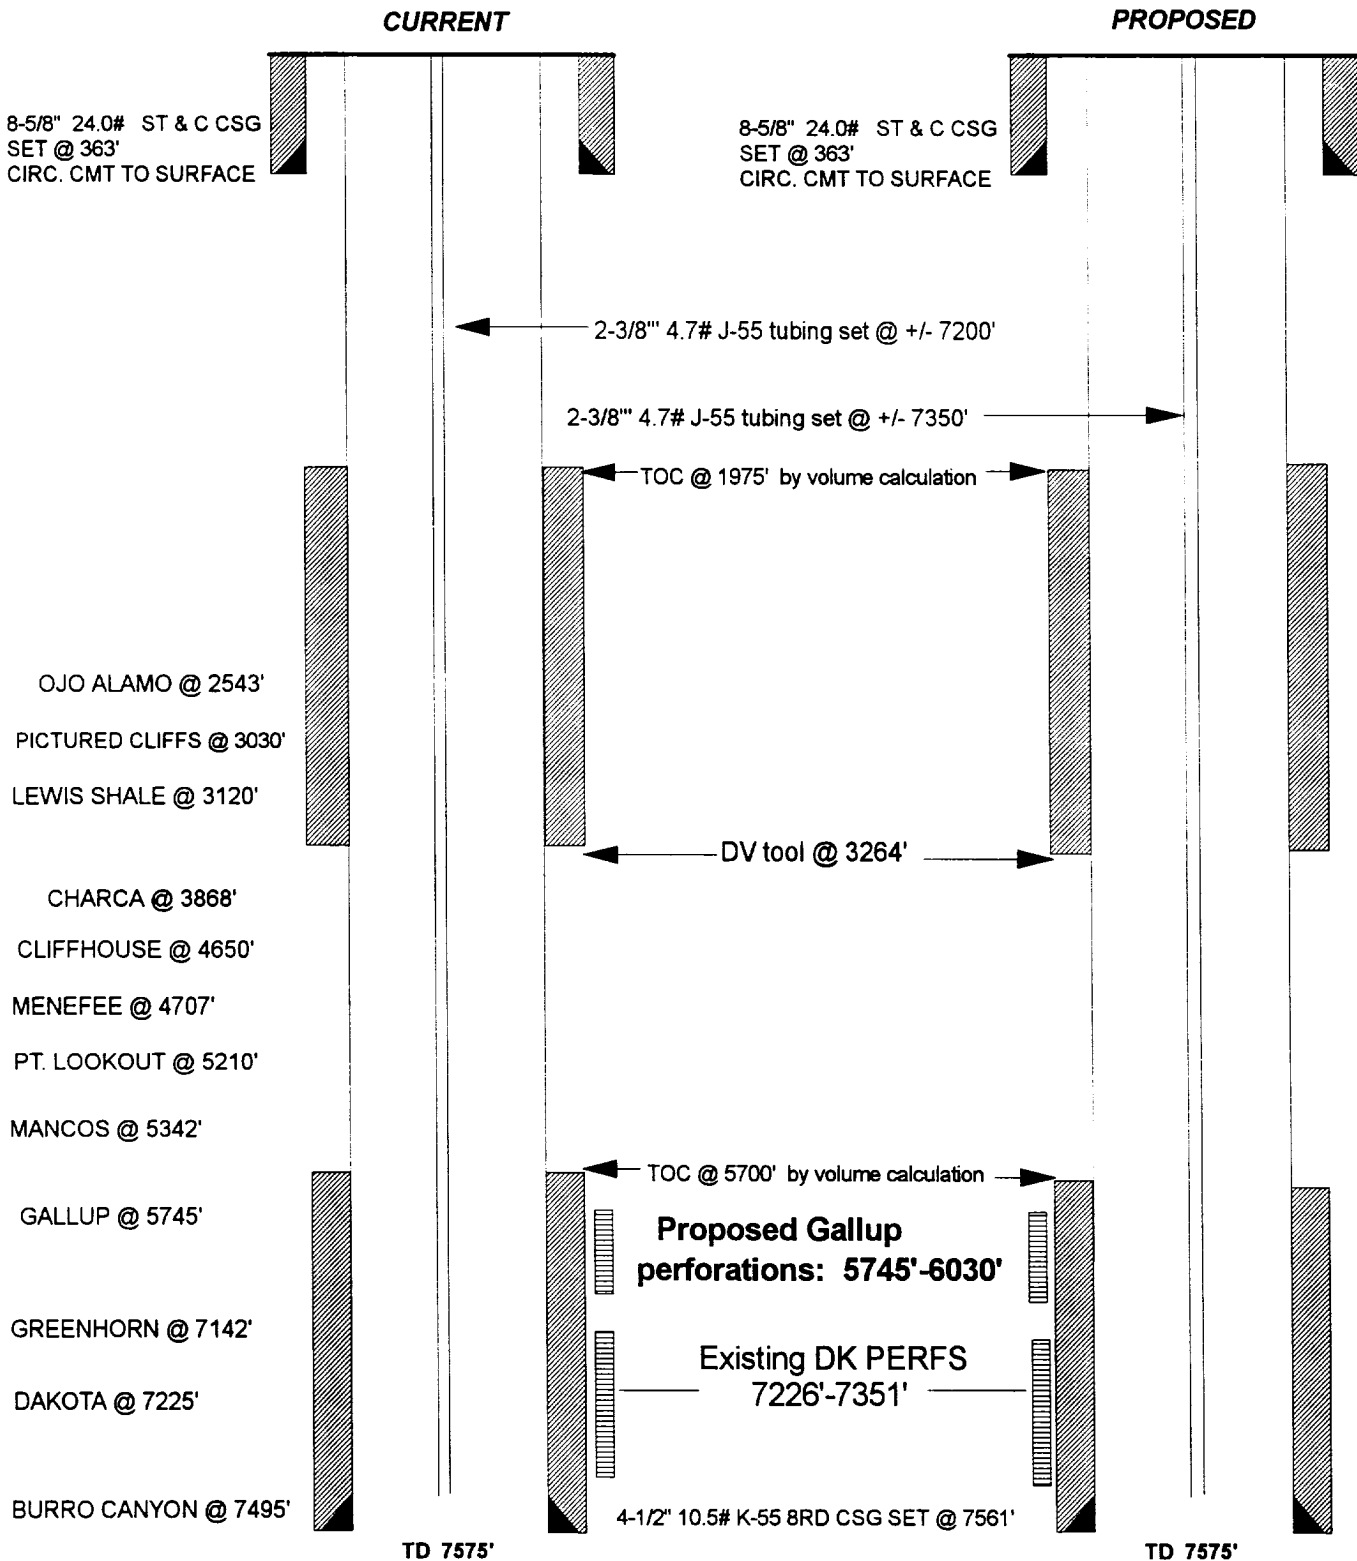 CURRENT
PROPOSED
8-5/8" 24.0# ST & C CSG
SET @ 363'
CIRC. CMT TO SURFACE
8-5/8" 24.0# ST & C CSG
SET @ 363'
CIRC. CMT TO SURFACE
2-3/8"' 4.7# J-55 tubing set @ +/- 7200'
2-3/8"' 4.7# J-55 tubing set @ +/- 7350'
TOC @ 1975' by volume calculation
OJO ALAMO @ 2543'
PICTURED CLIFFS @ 3030'
LEWIS SHALE @ 3120'
DV tool @ 3264'
CHARCA @ 3868'
CLIFFHOUSE @ 4650'
MENEFEE @ 4707'
PT. LOOKOUT @ 5210'
MANCOS @ 5342'
TOC @ 5700' by volume calculation
GALLUP @ 5745'
Proposed Gallup
perforations: 5745'-6030'
GREENHORN @ 7142'
Existing DK PERFS
7226'-7351'
DAKOTA @ 7225'
BURRO CANYON @ 7495'
4-1/2" 10.5# K-55 8RD CSG SET @ 7561'
TD 7575'
TD 7575'